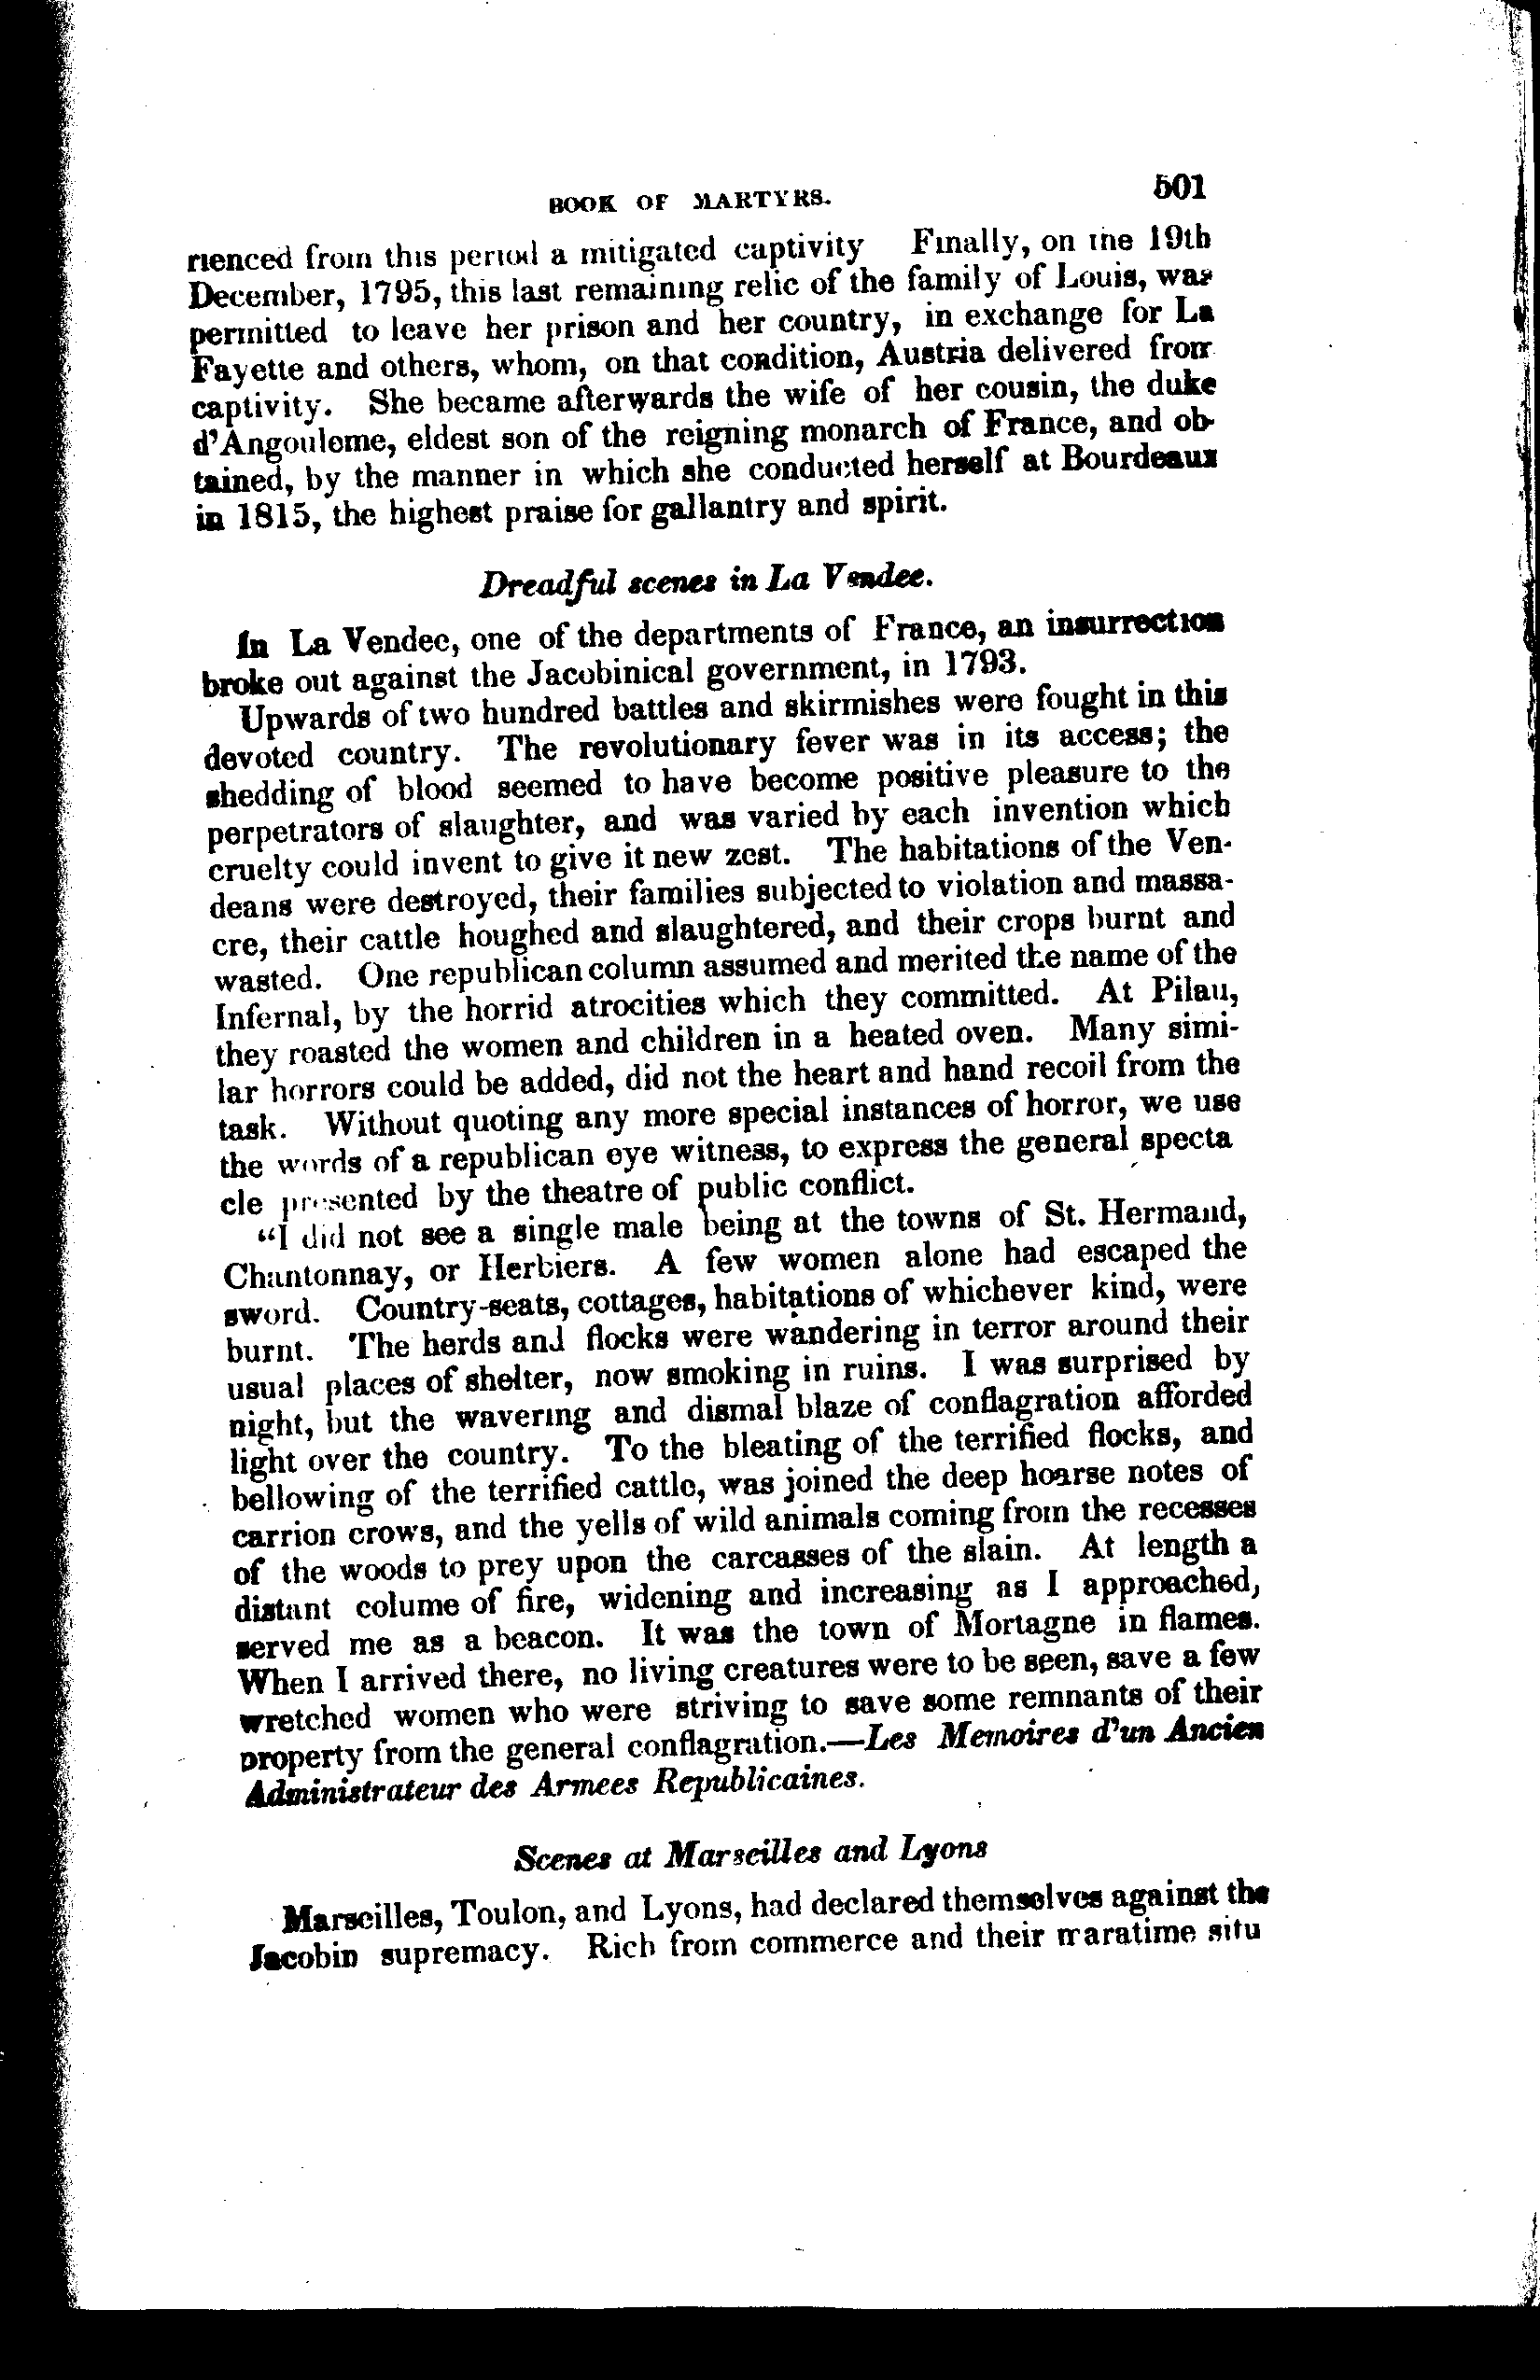 BOOK OF MARTYRS. 501
rienced from this period a mitigated captivity Finally, on the 19th
December, 1795, this last remaining relic of the family of Louis, was
permitted to leave her prison and her country, in exchange for La
Fayette and others, whom, on that condition, Austria delivered from
captivity. She became afterwards the wife of her cousin, the duke
d'Angouleme, eldest son of the reigning monarch of France, and ob-
tained, by the manner in which she conducted herself at Bourdeaux
in 1815, the highest praise for gallantry and spirit.
Dreadful scenes in La Vendee.
In La Vendee, one of the departments of France, an insurrection
broke out against the Jacobinical government, in 1793.
Upwards of two hundred battles and skirmishes were fought in this
devoted country. The revolutionary fever was in its access; the
shedding of blood seemed to have become positive pleasure to the
perpetrators of slaughter, and was varied by each invention which
cruelty could invent to give it new zest. The habitations of the Ven-
deans were destroyed, their families subjected to violation and massa-
cre, their cattle houghed and slaughtered, and their crops burnt and
wasted. One republican column assumed and merited the name of the
Infernal, by the horrid atrocities which they committed. At Pilau,
they roasted the women and children in a heated oven. Many simi-
lar horrors could be added, did not the heart and hand recoil from the
task. Without quoting any more special instances of horror, we use
the words of a republican eye witness, to express the general specta
cle presented by the theatre of public conflict.
"I did not see a single male being at the towns of St. Hermand,
Chantonnay, or Herbiers. A few women alone had escaped the
sword. Country-seats, cottages, habitations of whichever kind, were
burnt. The herds and flocks were wandering in terror around their
usual places of shelter, now smoking in ruins. I was surprised by
night, but the wavering and dismal blaze of conflagration afforded
light over the country. To the bleating of the terrified flocks, and
bellowing of the terrified cattle, was joined the deep hoarse notes of
carrion crows, and the yells of wild animals coming from the recesses
of the woods to prey upon the carcasses of the slain. At length a
distant colume of fire, widening and increasing as I approached,
served me as a beacon. It was the town of Mortagne in flames.
When I arrived there, no living creatures were to be seen, save a few
wretched women who were striving to save some remnants of their
property from the general conflagration.—Les Memoires d'un Ancien
Administrateur des Armees Republicaines.
Scenes at Marseilles and Lyons
Marseilles, Toulon, and Lyons, had declared themselves against the
Jacobin supremacy. Rich from commerce and their maratime situ